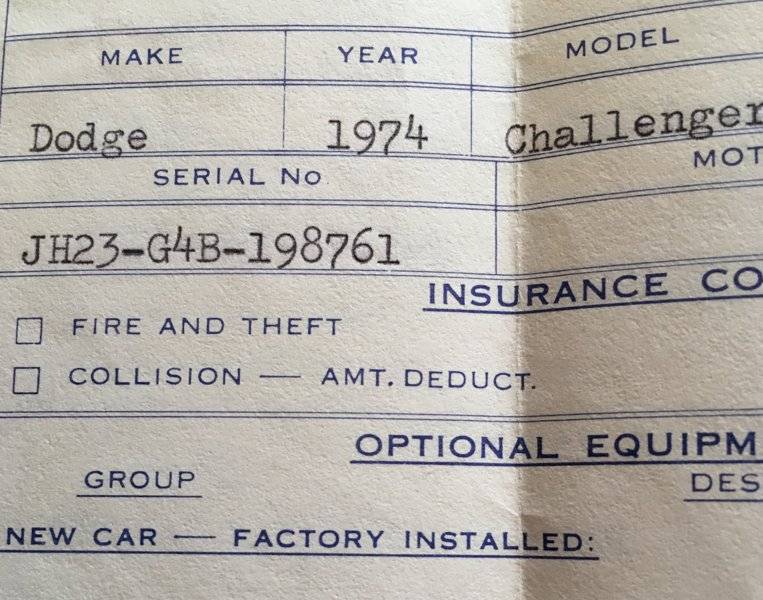 MAKE YEAR MODEL
Dodge 1974 Challenger
SERIAL No. MOT
JH23-G4B-198761
INSURANCE CO
FIRE AND THEFT
COLLISION — AMT. DEDUCT.
OPTIONAL EQUIPM
GROUP DES
NEW CAR — FACTORY INSTALLED: